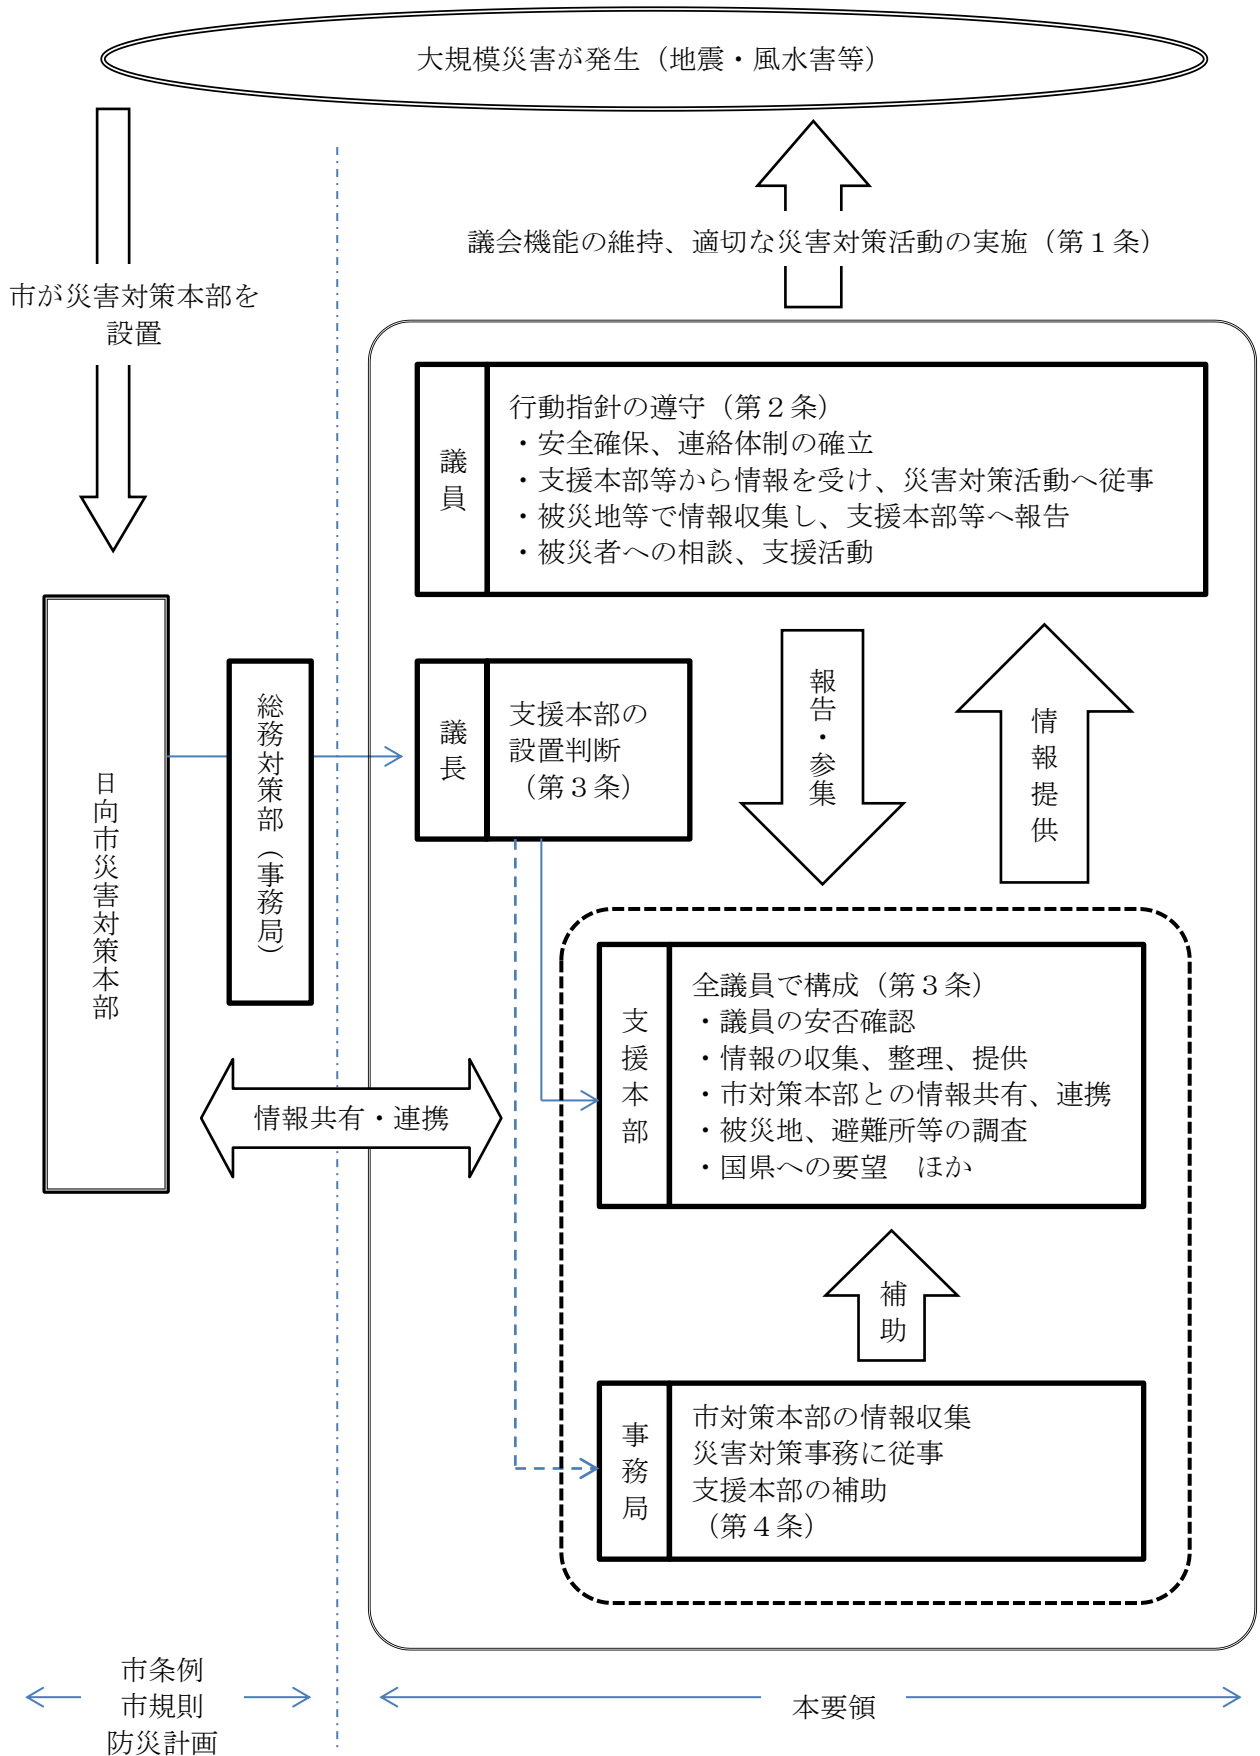 大規模災害が発生（地震・風水害等）
議会機能の維持、適切な災害対策活動の実施（第１条）
市が災害対策本部を
設置
議員
行動指針の遵守（第２条）
・安全確保、連絡体制の確立
・支援本部等から情報を受け、災害対策活動へ従事
・被災地等で情報収集し、支援本部等へ報告
・被災者への相談、支援活動
日向市災害対策本部
総務対策部（事務局）
議長
支援本部の
設置判断
（第３条）
報告・参集
情報提供
情報共有・連携
支援本部
全議員で構成（第３条）
・議員の安否確認
・情報の収集、整理、提供
・市対策本部との情報共有、連携
・被災地、避難所等の調査
・国県への要望　ほか
補助
事務局
市対策本部の情報収集
災害対策事務に従事
支援本部の補助
（第４条）
市条例
市規則
防災計画
本要領